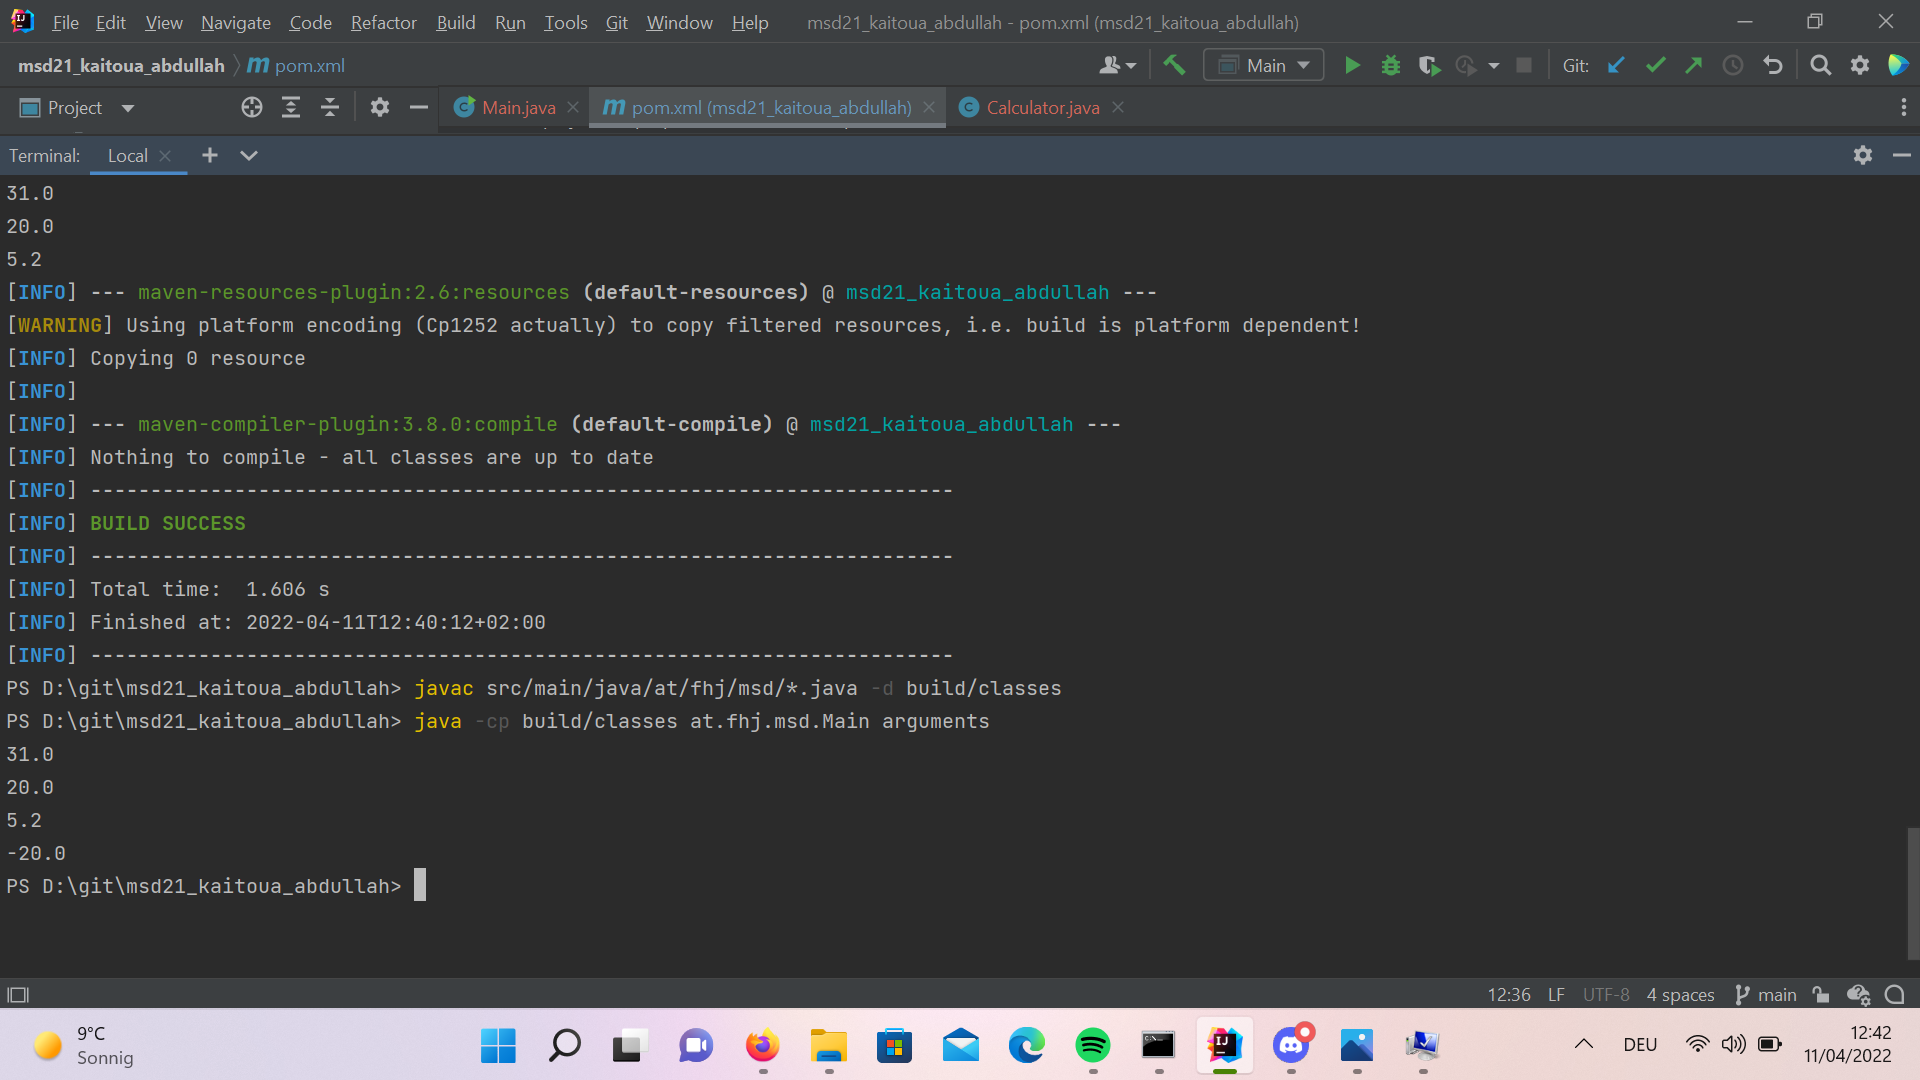 File Edit View Navigate Code Refactor Build Run Tools Git Window Help msd21_kaitoua_abdullah - pom.xml (msd21_kaitoua_abdullah)
msd21_kaitoua_abdullah m pom.xml Main Git:
Project Main.java m pom.xml (msd21_kaitoua_abdullah) Calculator.java
Terminal: Local
31.0
20.0
5.2
[INFO] --- maven-resources-plugin:2.6:resources (default-resources) @ msd21_kaitoua_abdullah ---
[WARNING] Using platform encoding (Cp1252 actually) to copy filtered resources, i.e. build is platform dependent!
[INFO] Copying 0 resource
[INFO]
[INFO] --- maven-compiler-plugin:3.8.0:compile (default-compile) @ msd21_kaitoua_abdullah ---
[INFO] Nothing to compile - all classes are up to date
[INFO] ------------------------------------------------------------------------
[INFO] BUILD SUCCESS
[INFO] ------------------------------------------------------------------------
[INFO] Total time:  1.606 s
[INFO] Finished at: 2022-04-11T12:40:12+02:00
[INFO] ------------------------------------------------------------------------
PS D:\git\msd21_kaitoua_abdullah> javac src/main/java/at/fhj/msd/*.java -d build/classes
PS D:\git\msd21_kaitoua_abdullah> java -cp build/classes at.fhj.msd.Main arguments
31.0
20.0
5.2
-20.0
PS D:\git\msd21_kaitoua_abdullah>
12:36 LF UTF-8 4 spaces main
9°C
Sonnig
DEU
12:42
11/04/2022